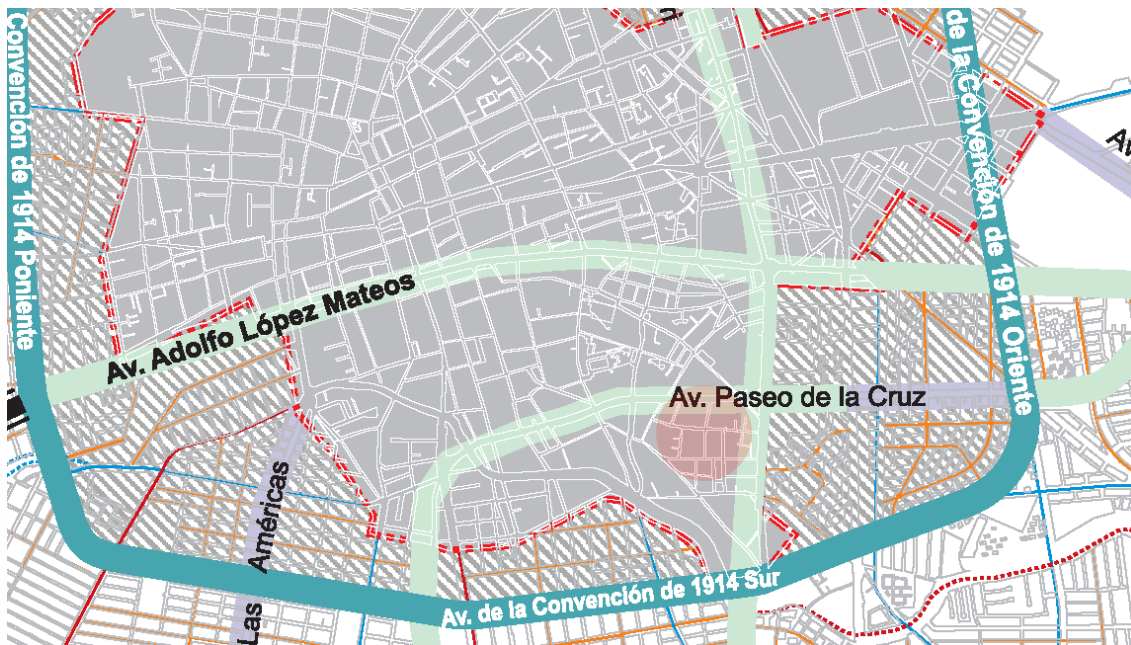 Convencion de 1914 Poniente
de la Convención de 1914 Oriente
Av.
Av. Adolfo López Mateos
Av. Paseo de la Cruz
Las Américas
Av. de la Convención de 1914 Sur